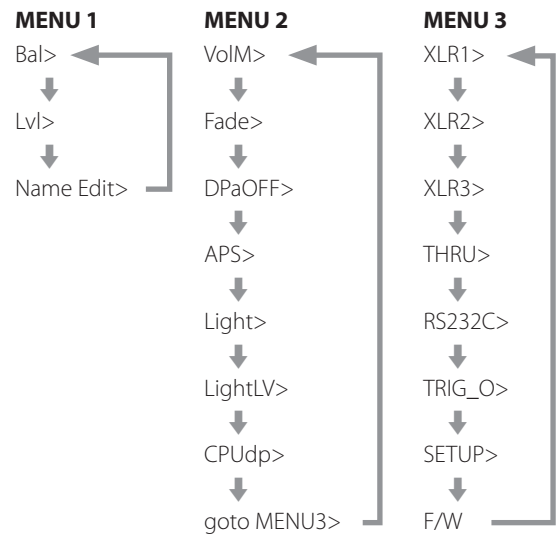 MENU 1
Bal>
Lvl>
Name Edit>
MENU 2
VolM>
Fade>
DPaOFF>
APS>
Light>
LightLV>
CPUdp>
goto MENU3>
MENU 3
XLR1>
XLR2>
XLR3>
THRU>
RS232C>
TRIG_O>
SETUP>
F/W